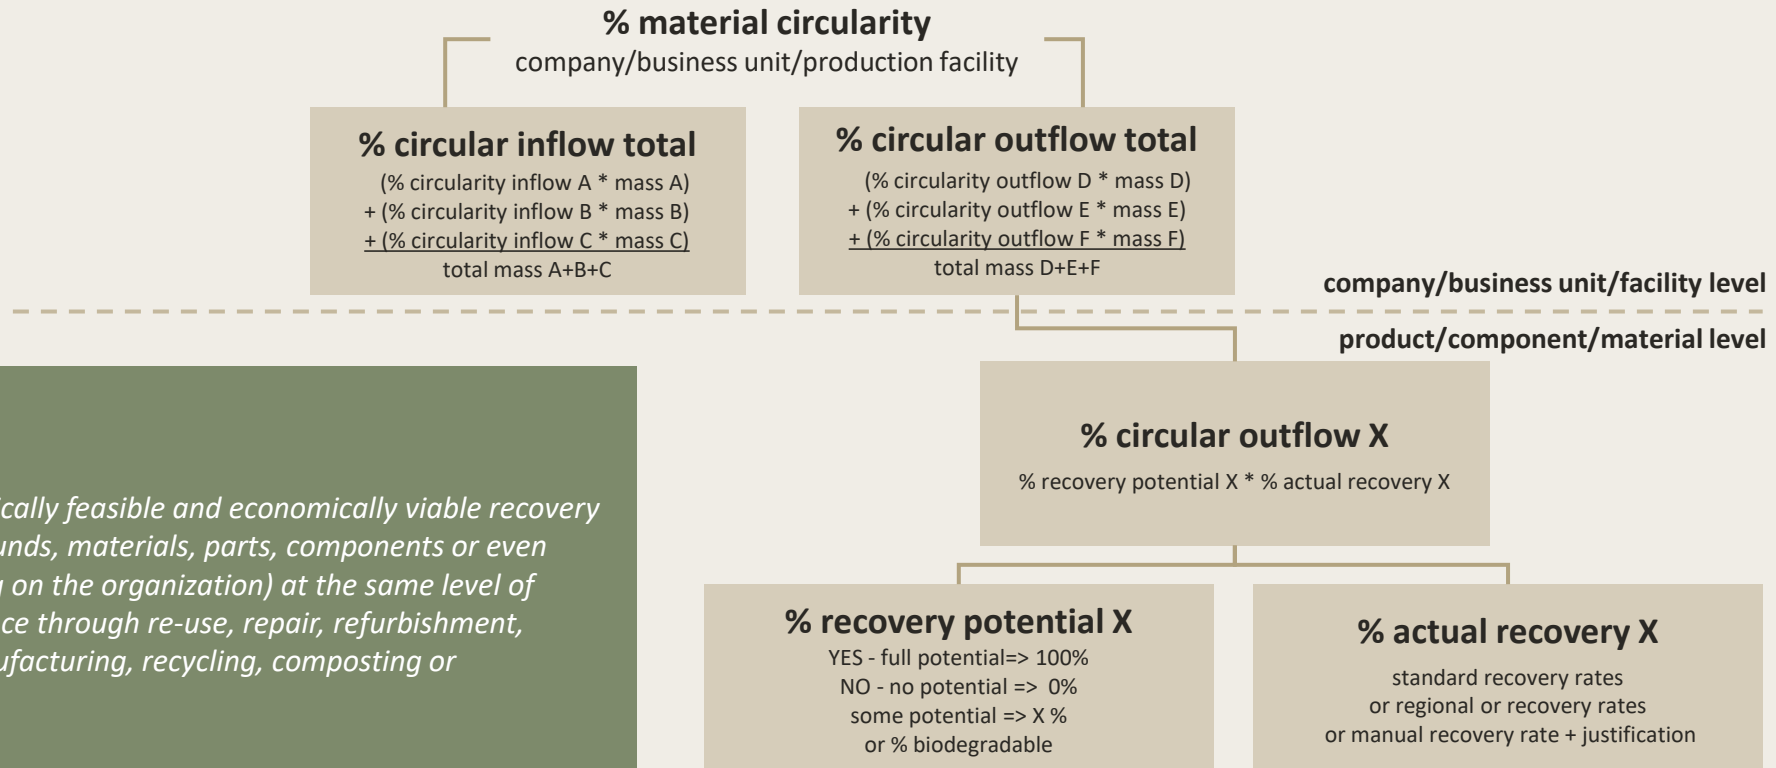 % material circularity
company/business unit/production facility
% circular inflow total
(% circularity inflow A * mass A)
+ (% circularity inflow B * mass B)
+ (% circularity inflow C * mass C)
total mass A+B+C
% circular outflow total
(% circularity outflow D * mass D)
+ (% circularity outflow E * mass E)
+ (% circularity outflow F * mass F)
total mass D+E+F
company/business unit/facility level
product/component/material level
feasible and economically viable recovery
materials, parts, components or even
on the organization) at the same level of
through re-use, repair, refurbishment,
recycling, composting or
% circular outflow X
% recovery potential X * % actual recovery X
% recovery potential X
YES - full potential=> 100%
NO - no potential => 0%
some potential => X %
or % biodegradable
% actual recovery X
standard recovery rates
or regional or recovery rates
or manual recovery rate + justification